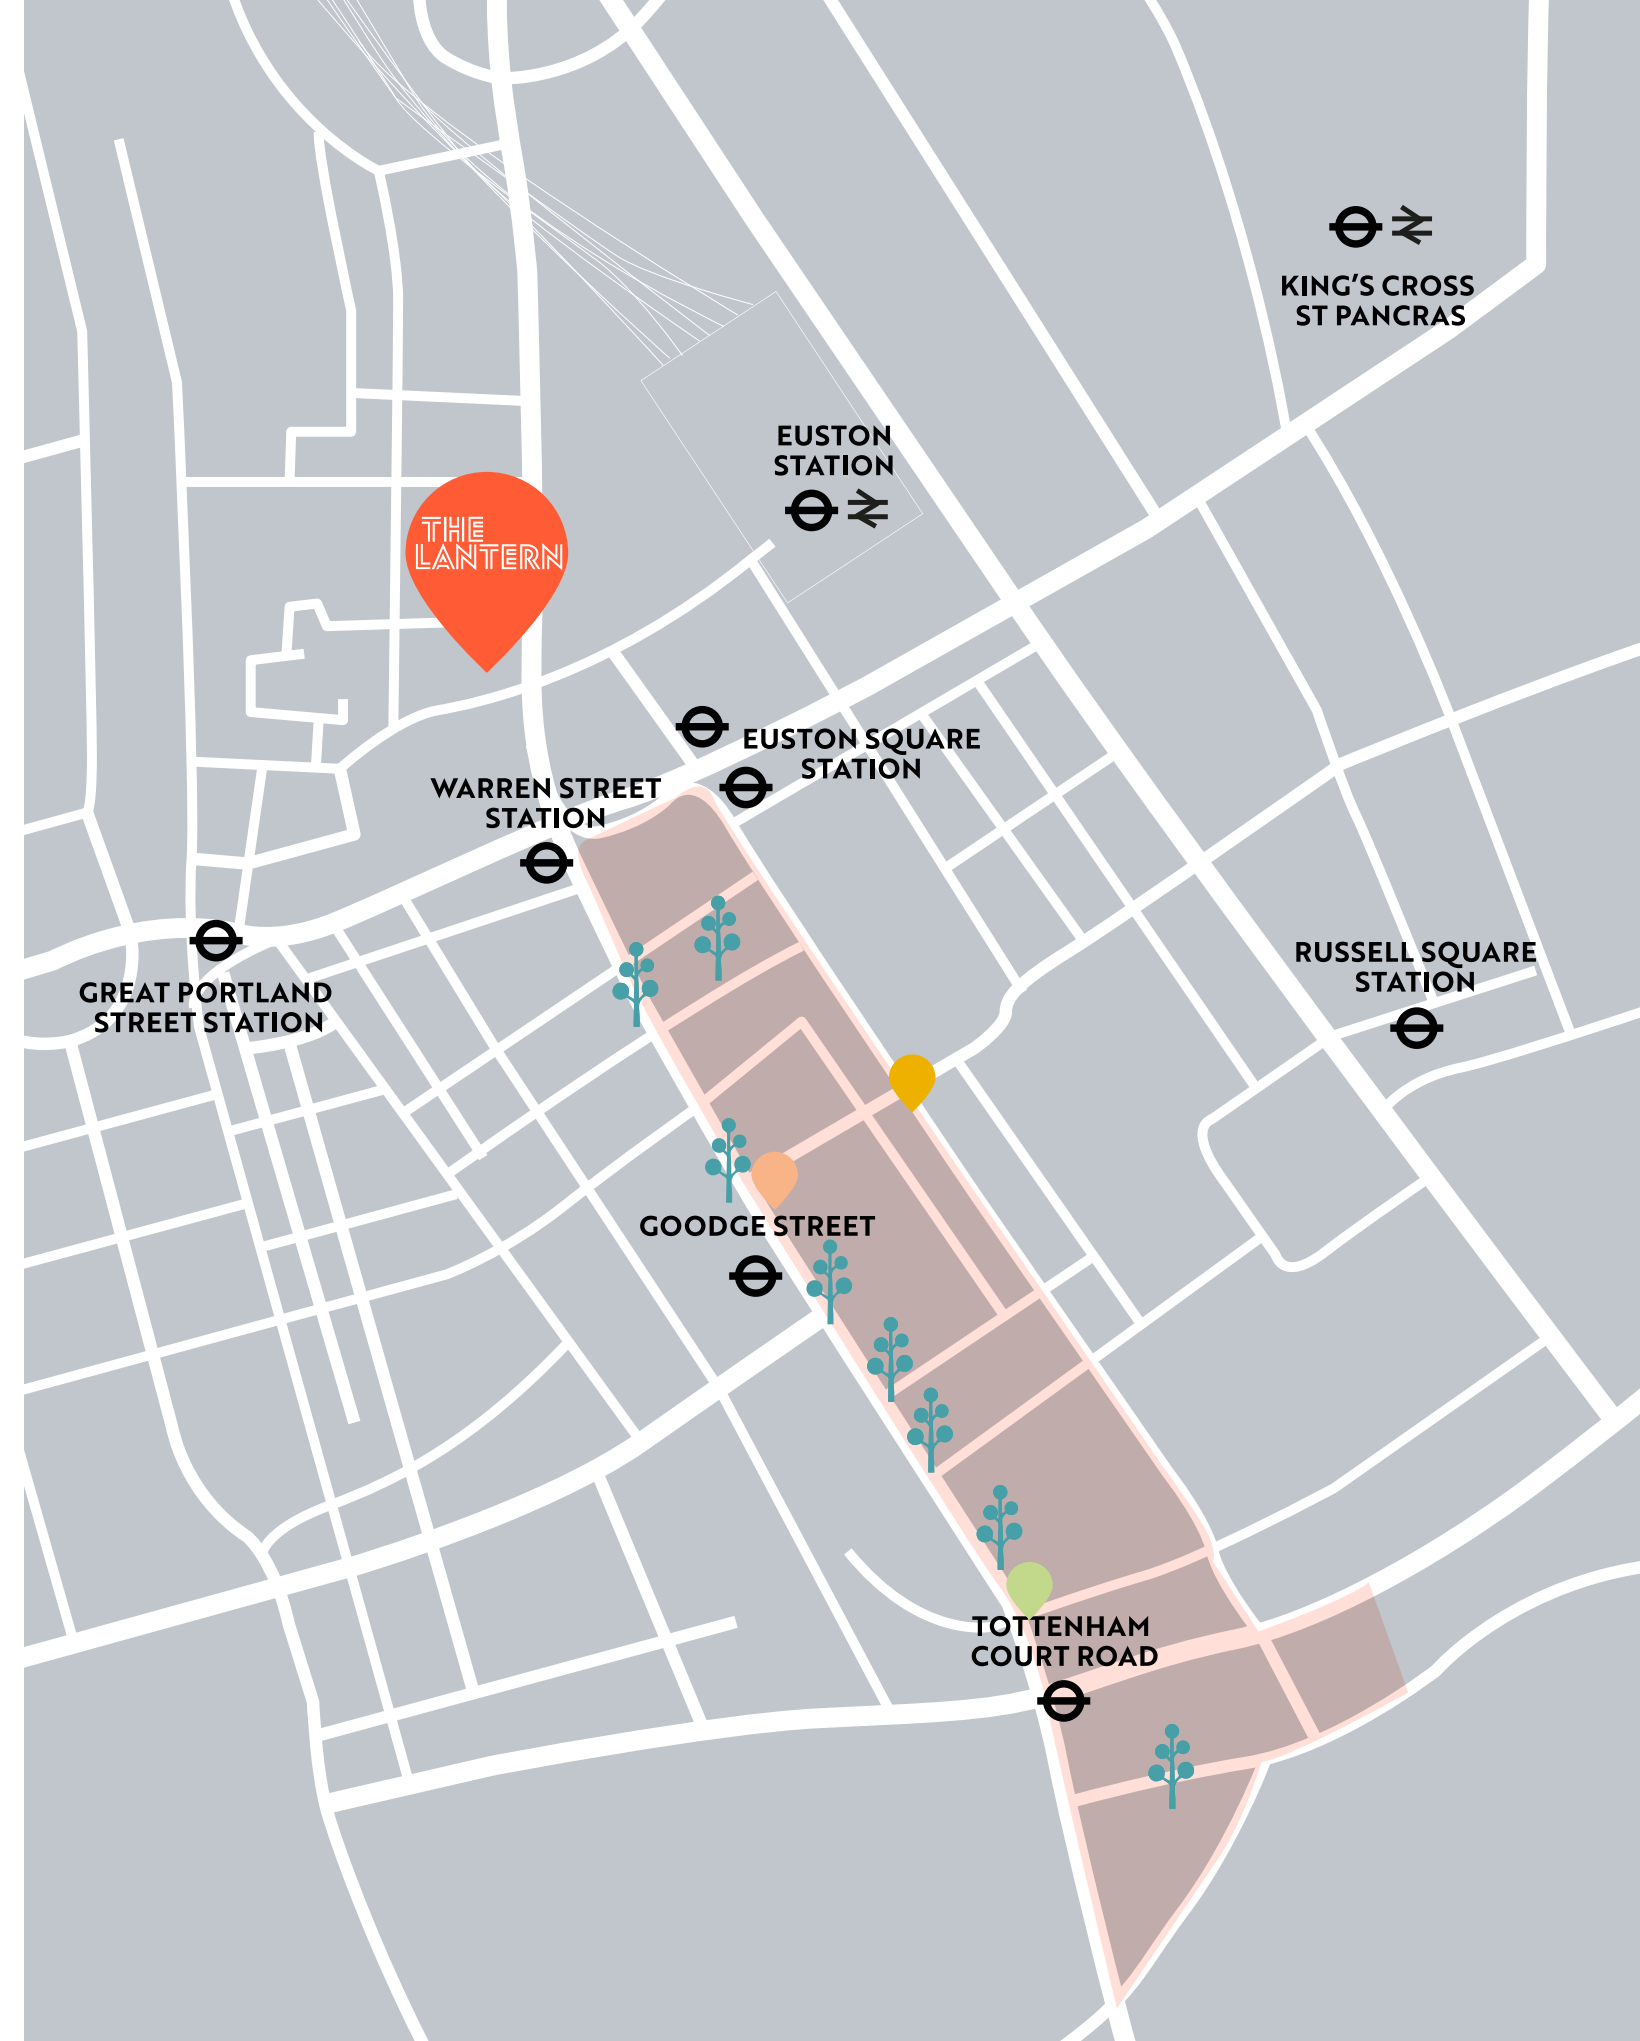 KING'S CROSS
ST PANCRAS
EUSTON
STATION
THE
LANTERN
EUSTON SQUARE
STATION
WARREN STREET
STATION
RUSSELL SQUARE
STATION
GREAT PORTLAND
STREET STATION
GOODGE STREET
TOTTENHAM
COURT ROAD